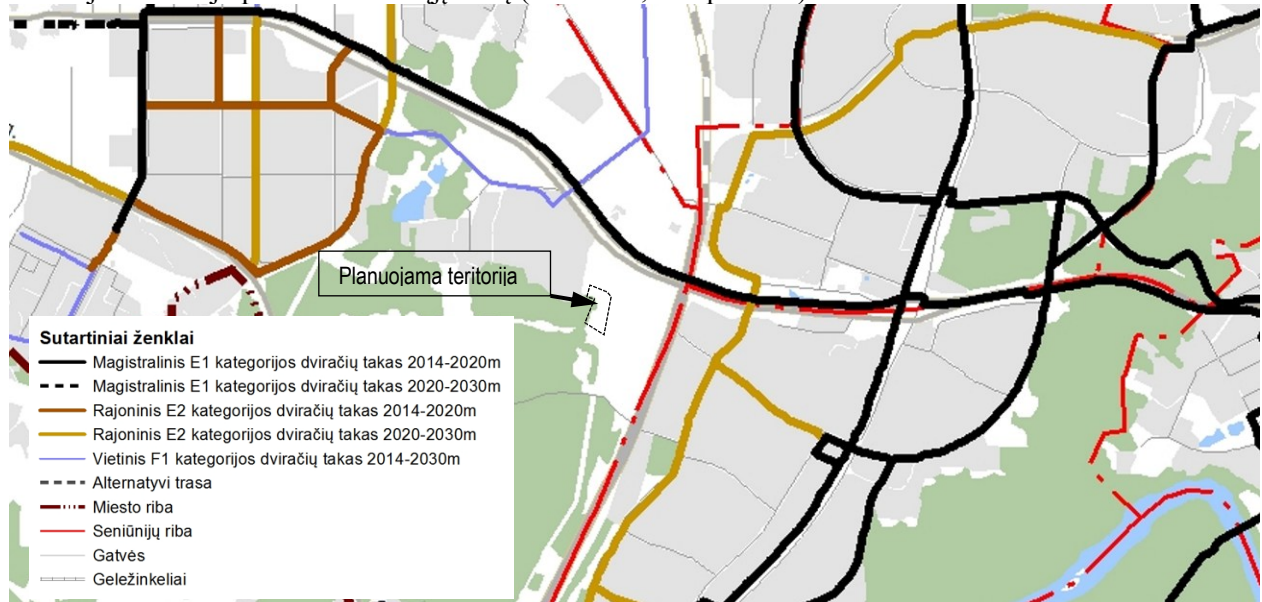 Planuojama teritorija
Sutartiniai ženklai
Magistralinis E1 kategorijos dviračių takas 2014-2020m
Magistralinis E1 kategorijos dviračių takas 2020-2030m
Rajoninis E2 kategorijos dviračių takas 2014-2020m
Rajoninis E2 kategorijos dviračių takas 2020-2030m
Vietinis F1 kategorijos dviračių takas 2014-2030m
Alternatyvi trasa
Miesto riba
Seniūnijų riba
Gatvės
Geležinkeliai